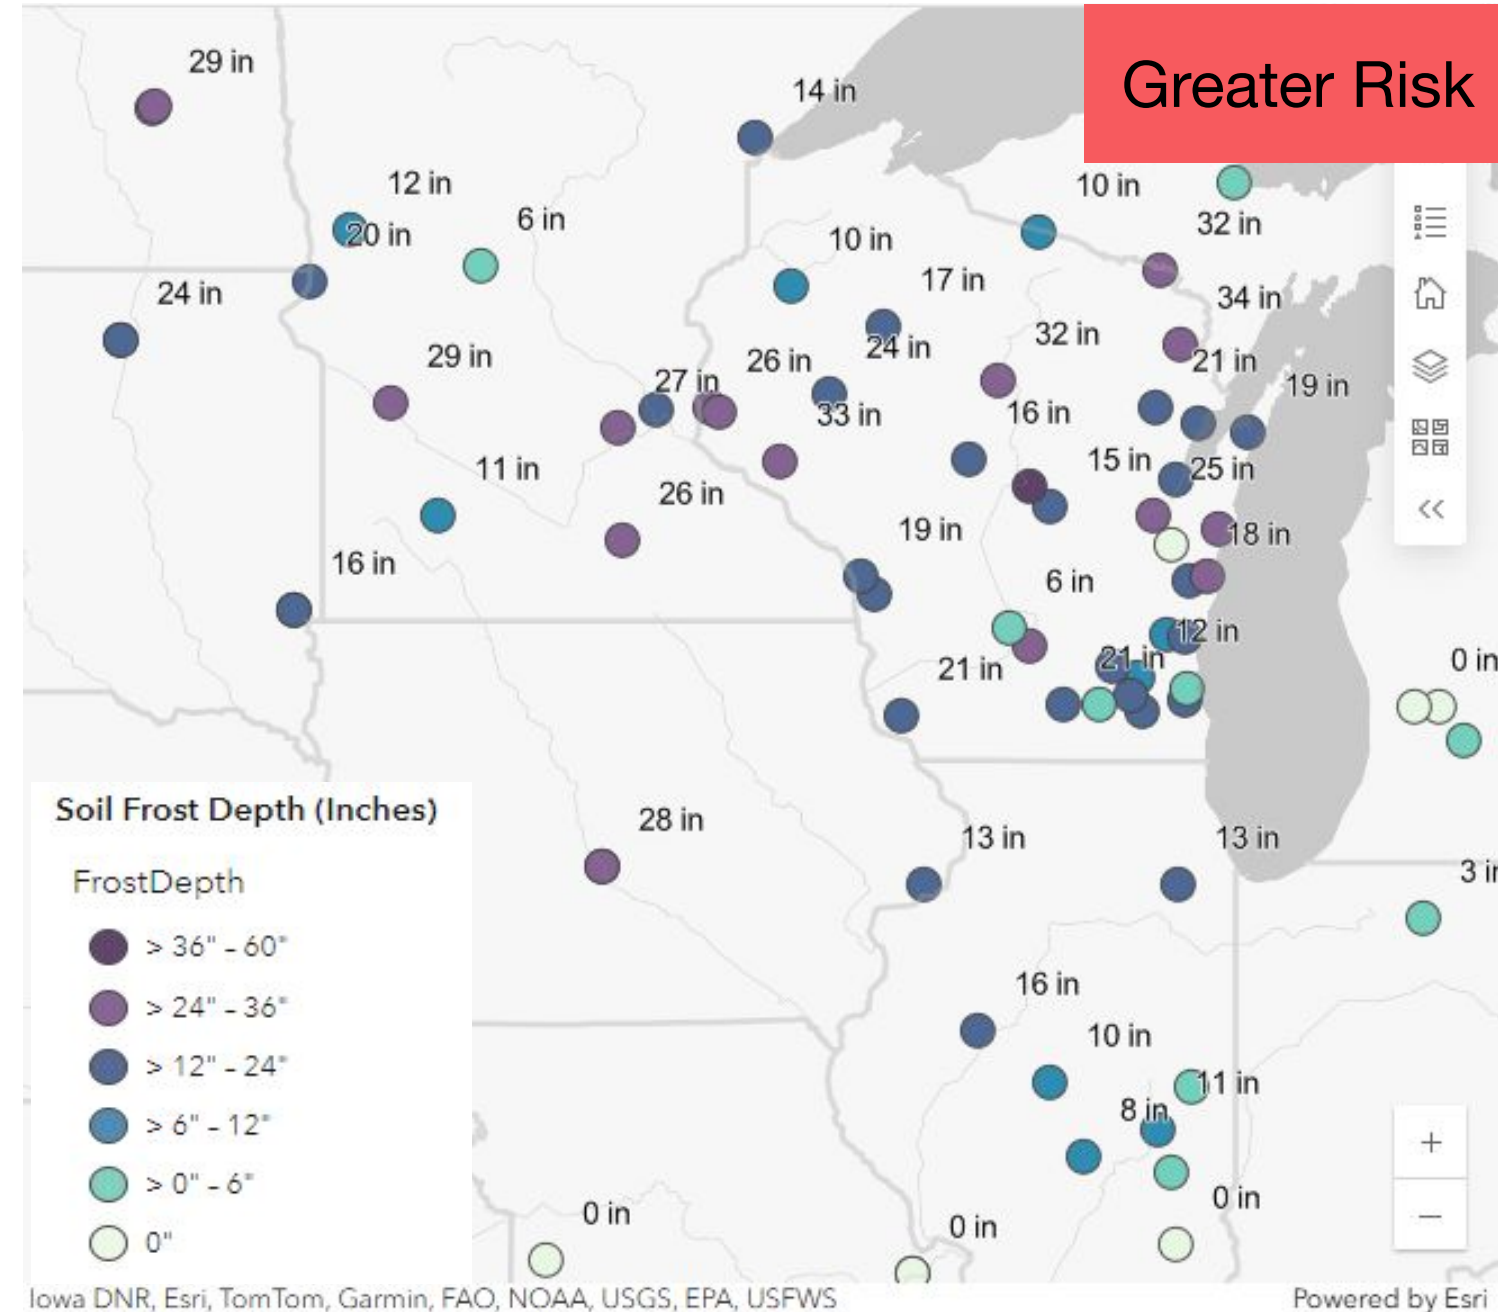 29 in
14 in
Greater Risk
12 in
10 in
6 in
20 in
32 in
10 in
17 in
24 in
34 in
32 in
24 in
29 in
26 in
21 in
27 in
19 in
33 in
16 in
11 in
15 in
25 in
26 in
19 in
18 in
16 in
6 in
12 in
21 in
0 in
21 in
Soil Frost Depth (Inches)
28 in
13 in
13 in
3 in
FrostDepth
> 36" - 60"
> 24" - 36"
> 12" - 24"
> 6" - 12"
> 0" - 6"
0"
16 in
10 in
11 in
8 in
0 in
0 in
0 in
Iowa DNR, Esri, TomTom, Garmin, FAO, NOAA, USGS, EPA, USFWS
Powered by Esri